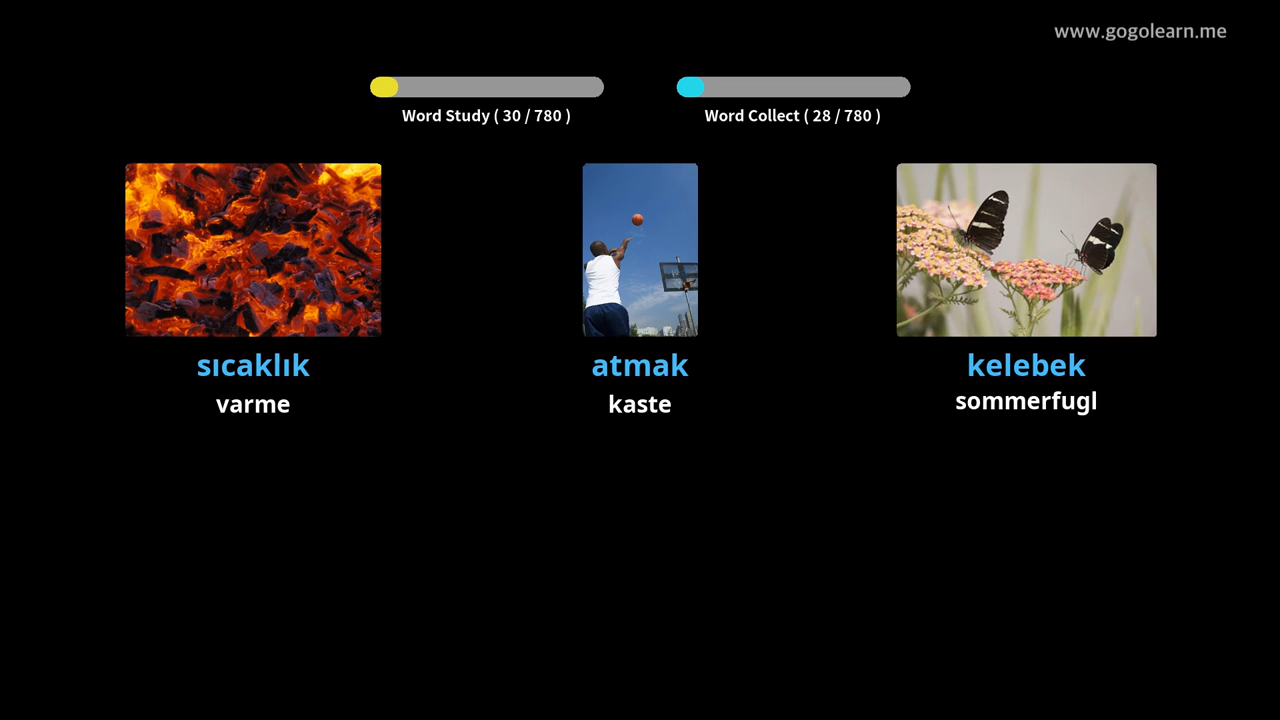 www.gogolearn.me
Word Study ( 30 / 780 )
Word Collect ( 28 / 780 )
sıcaklık
varme
atmak
kaste
kelebek
sommerfugl